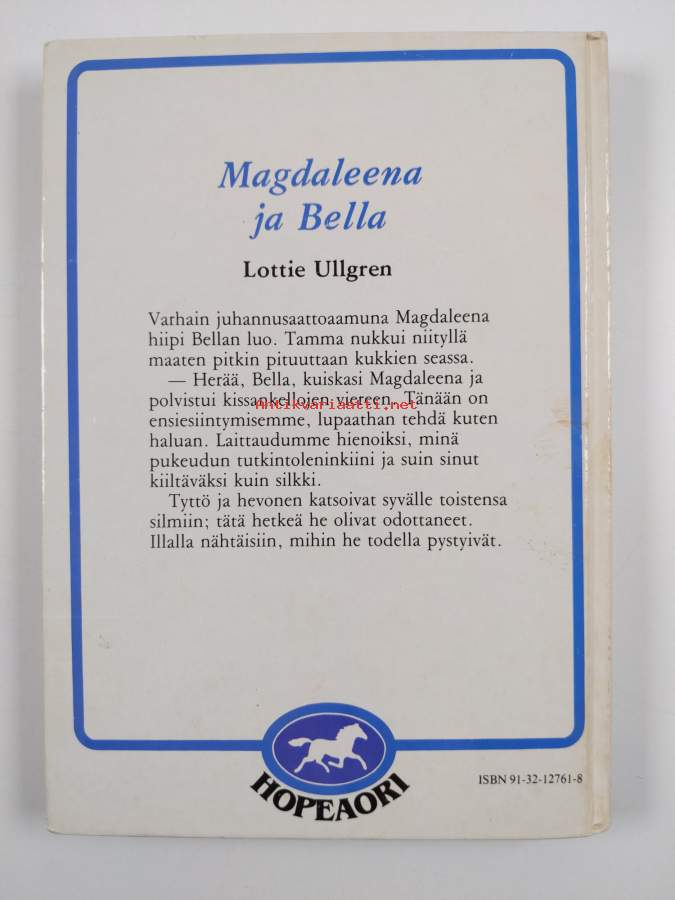 Magdaleena
ja Bella
Lottie Ullgren
Varhain juhannusaattoaamuna Magdaleena
hiipi Bellan luo. Tamma nukkui niityllä
maaten pitkin pituuttaan kukkien seassa.
— Herää, Bella, kuiskasi Magdaleena ja
polvistui kissankellojen viereen. Tänään on
Antikvariaatti.net
ensiesiintymisemme, lupaathan tehdä kuten
haluan. Laittaudumme hienoiksi, minä
pukeudun tutkintoleninkiini ja suin sinut
kiiltäväksi kuin silkki.
Tyttö ja hevonen katsoivat syvälle toistensa
silmiin; tätä hetkeä he olivat odottaneet.
Illalla nähtäisiin, mihin he todella pystyivät.
HOPEAORI
ISBN 91-32-12761-8